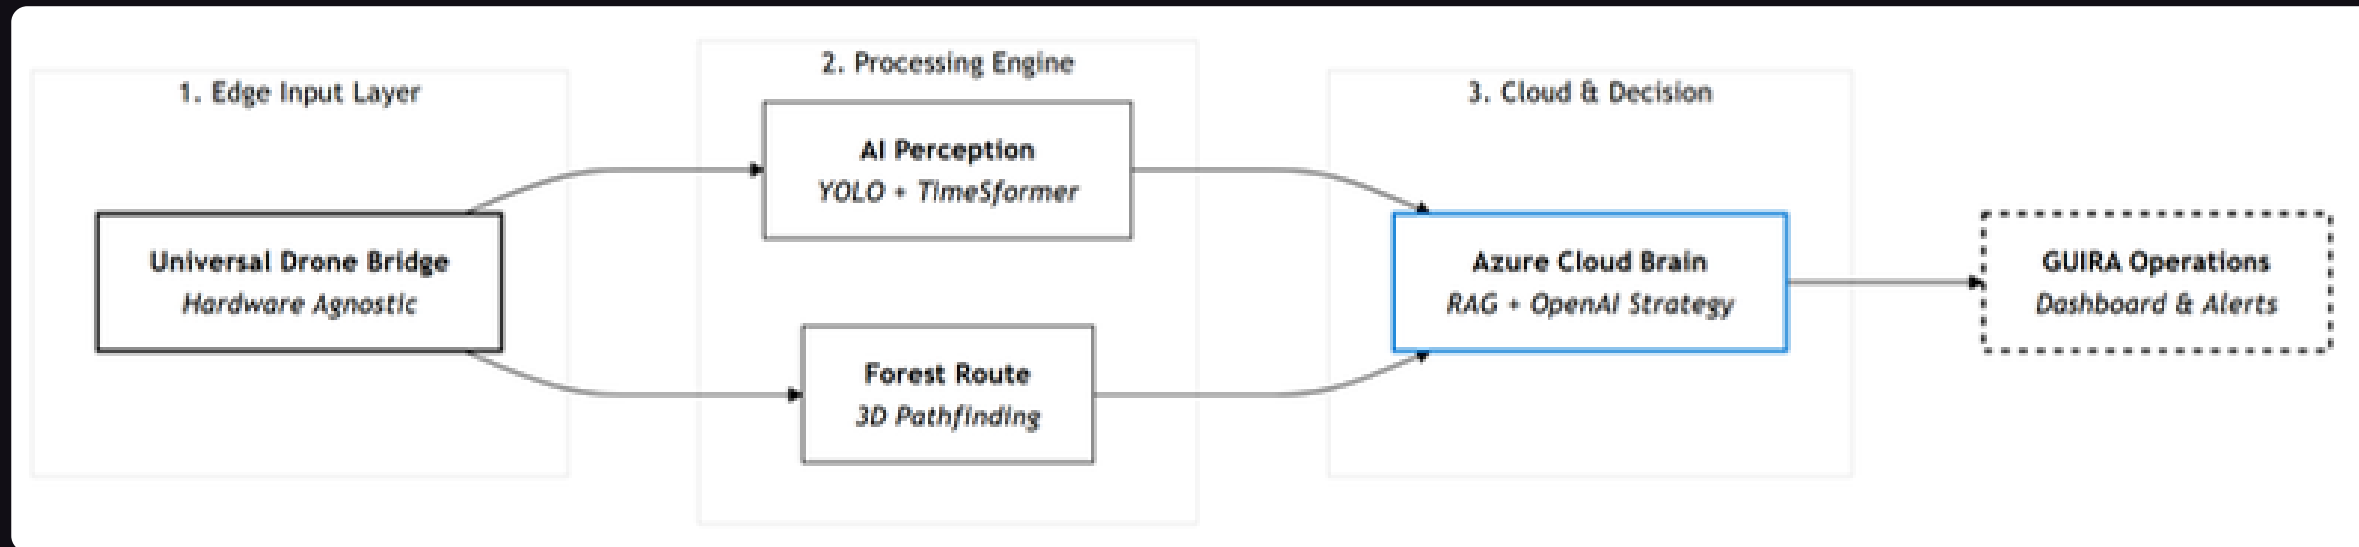 1. Edge Input Layer
Universal Drone Bridge
Hardware Agnostic
2. Processing Engine
AI Perception
YOLO + TimeSformer
Forest Route
3D Pathfinding
3. Cloud & Decision
Azure Cloud Brain
RAG + OpenAI Strategy
GUIRA Operations
Dashboard & Alerts